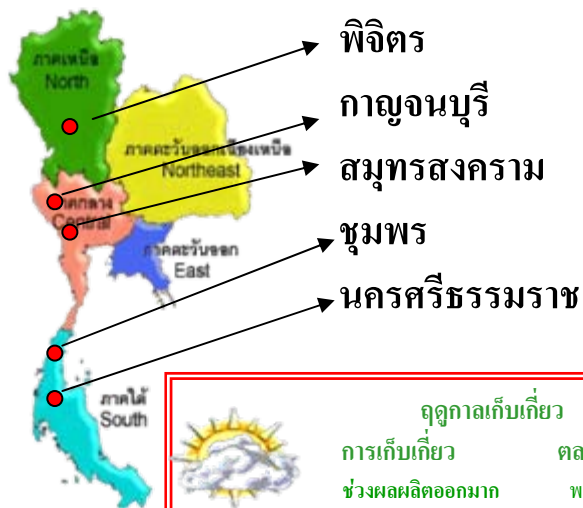 ภาคเหนือ
North
พิจิตร
กาญจนบุรี
ภาคตะวันออกเฉียงเหนือ
Northeast
สมุทรสงคราม
ภาคกลาง
Central
ชุมพร
ภาคตะวันออก
East
นครศรีธรรมราช
ภาคใต้
South
ฤดูกาลเก็บเกี่ยว
การเก็บเกี่ยว ตล
ช่วงผลผลิตออกมาก พ